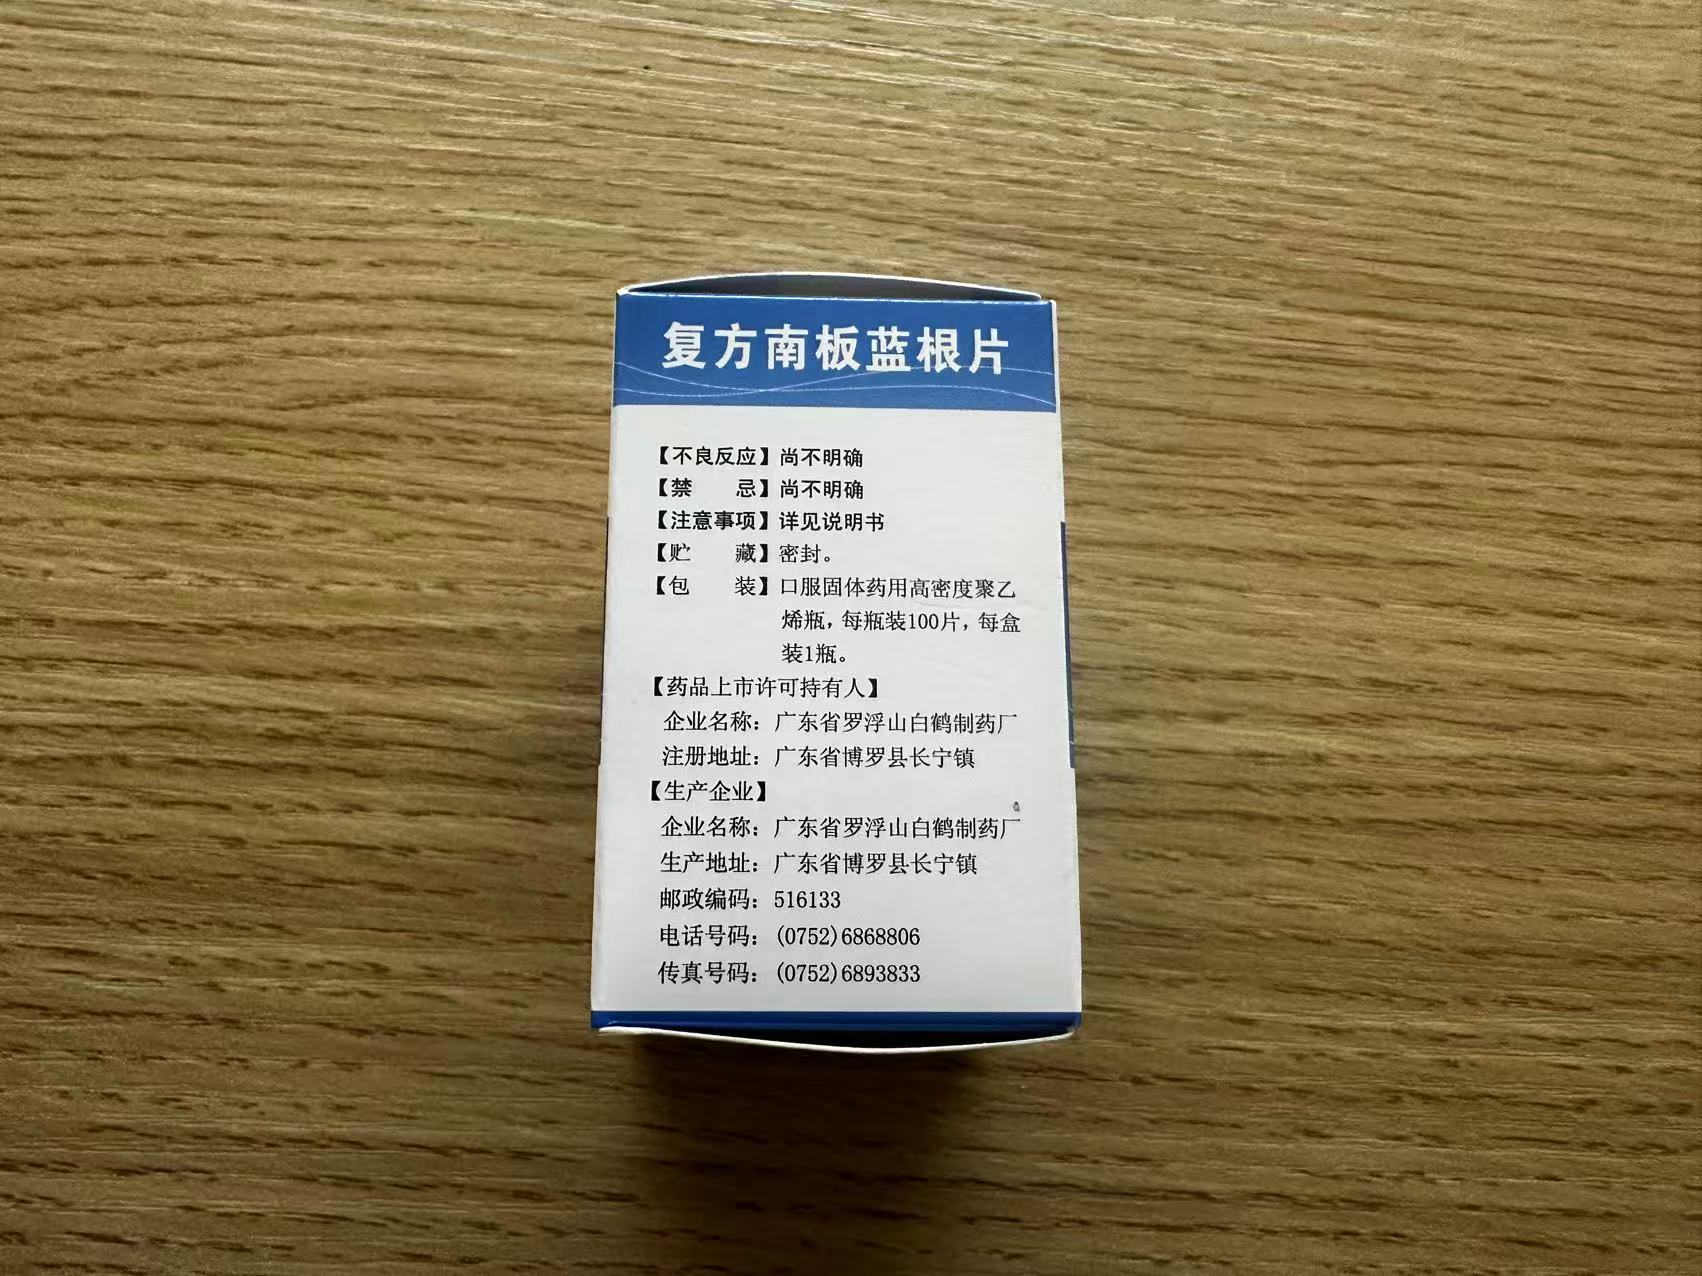 复方南板蓝根片
【不良反应】尚不明确
【禁　　忌】尚不明确
【注意事项】详见说明书
【贮　　藏】密封。
【包　　装】口服固体药用高密度聚乙
烯瓶，每瓶装100片，每盒
装1瓶。
【药品上市许可持有人】
企业名称：广东省罗浮山白鹤制药厂
注册地址：广东省博罗县长宁镇
【生产企业】
企业名称：广东省罗浮山白鹤制药厂
生产地址：广东省博罗县长宁镇
邮政编码：516133
电话号码：(0752)6868806
传真号码：(0752)6893833